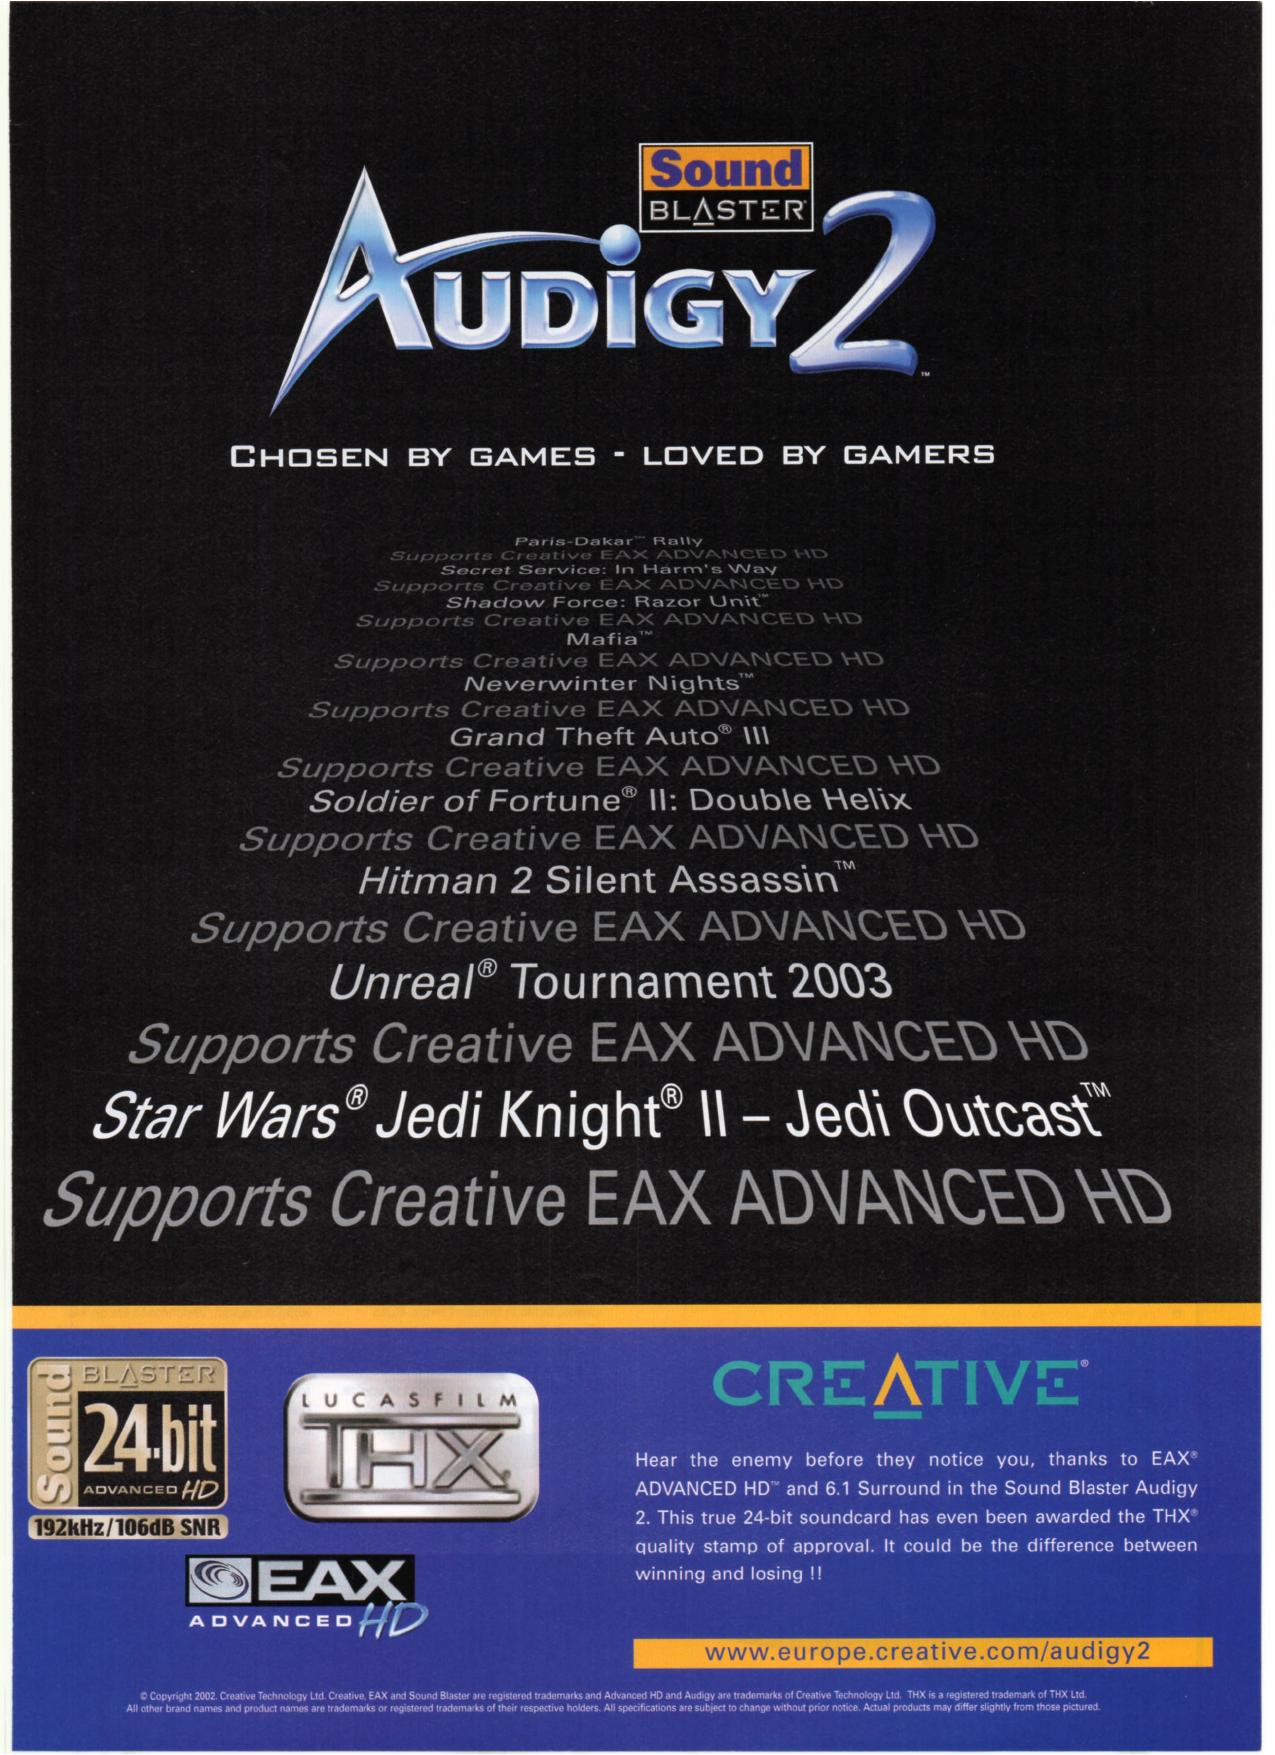 Sound
BLASTER
AUDIGY 2™
CHOSEN BY GAMES - LOVED BY GAMERS
Paris-Dakar™ Rally
Supports Creative EAX ADVANCED HD
Secret Service: In Harm's Way
Supports Creative EAX ADVANCED HD
Shadow Force: Razor Unit™
Supports Creative EAX ADVANCED HD
Mafia™
Supports Creative EAX ADVANCED HD
Neverwinter Nights™
Supports Creative EAX ADVANCED HD
Grand Theft Auto® III
Supports Creative EAX ADVANCED HD
Soldier of Fortune® II: Double Helix
Supports Creative EAX ADVANCED HD
Hitman 2 Silent Assassin™
Supports Creative EAX ADVANCED HD
Unreal® Tournament 2003
Supports Creative EAX ADVANCED HD
Star Wars® Jedi Knight® II – Jedi Outcast™
Supports Creative EAX ADVANCED HD
Sound BLASTER
24-bit
ADVANCED HD
192kHz/106dB SNR
LUCASFILM
THX
EAX
ADVANCED HD
CREATIVE®
Hear the enemy before they notice you, thanks to EAX®
ADVANCED HD™ and 6.1 Surround in the Sound Blaster Audigy
2. This true 24-bit soundcard has even been awarded the THX®
quality stamp of approval. It could be the difference between
winning and losing !!
www.europe.creative.com/audigy2
© Copyright 2002. Creative Technology Ltd. Creative, EAX and Sound Blaster are registered trademarks and Advanced HD and Audigy are trademarks of Creative Technology Ltd. THX is a registered trademark of THX Ltd.
All other brand names and product names are trademarks or registered trademarks of their respective holders. All specifications are subject to change without prior notice. Actual products may differ slightly from those pictured.